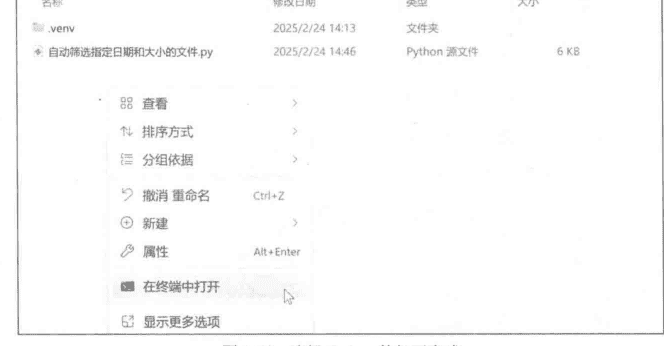 名称 修改日期 类型 大小
.venv 2025/2/24 14:13 文件夹
自动筛选指定日期和大小的文件.py 2025/2/24 14:46 Python 源文件 6 KB
查看
排序方式
分组依据
撤消 重命名 Ctrl+Z
新建
属性 Alt+Enter
在终端中打开
显示更多选项